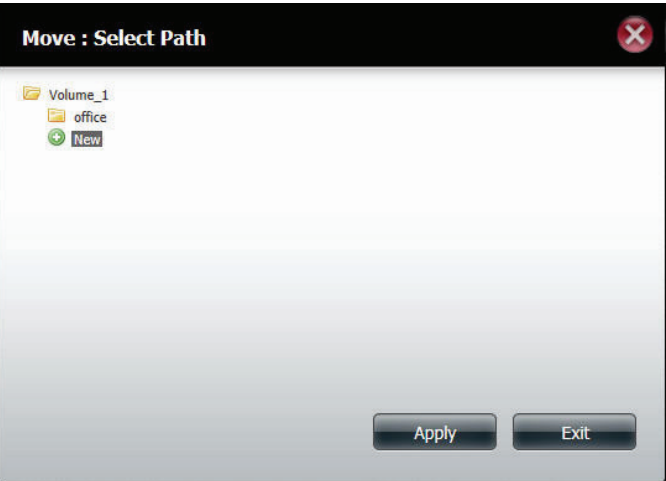 Move : Select Path
Volume_1
office
New
Apply
Exit